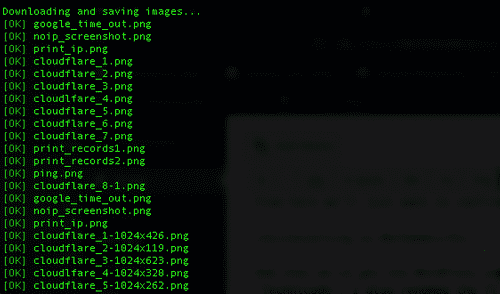 Downloading and saving images...
[OK] google_time_out.png
[OK] noip_screenshot.png
[OK] print_ip.png
[OK] cloudflare_1.png
[OK] cloudflare_2.png
[OK] cloudflare_3.png
[OK] cloudlfare_4.png
[OK] cloudflare_5.png
[OK] cloudflare_6.png
[OK] cloudflare_7.png
[OK] print_records1.png
[OK] print_records2.png
[OK] ping.png
[OK] cloudflare_8-1.png
[OK] google_time_out.png
[OK] noip_screenshot.png
[OK] print_ip.png
[OK] cloudflare_1-1024x426.png
[OK] cloudflare_2-1024x119.png
[OK] cloudflare_3-1024x623.png
[OK] cloudlfare_4-1024x328.png
[OK] cloudflare_5-1024x262.png